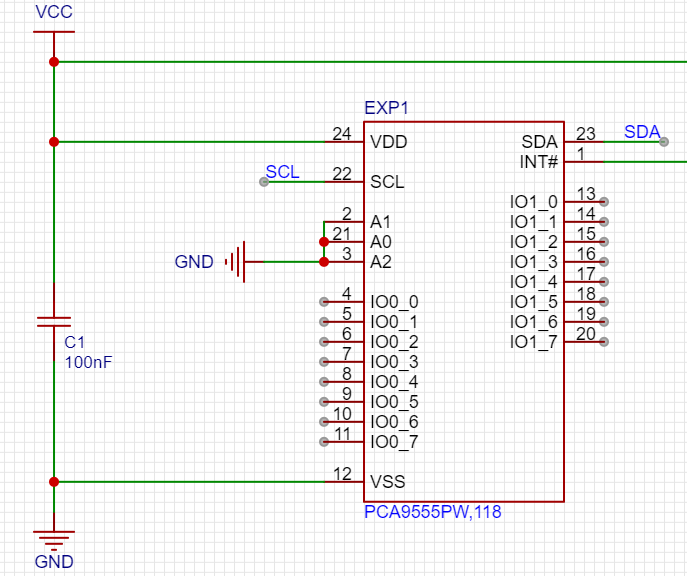 VCC
EXP1
24 VDD SDA 23 SDA
INT# 1
SCL 22 SCL
IO1_0 13
2 A1 IO1_1 14
21 A0 IO1_2 15
GND 3 A2 IO1_3 16
IO1_4 17
4 IO0_0 IO1_5 18
5 IO0_1 IO1_6 19
6 IO0_2 IO1_7 20
C1
100nF
7 IO0_3
8 IO0_4
9 IO0_5
10 IO0_6
11 IO0_7
12 VSS
PCA9555PW,118
GND